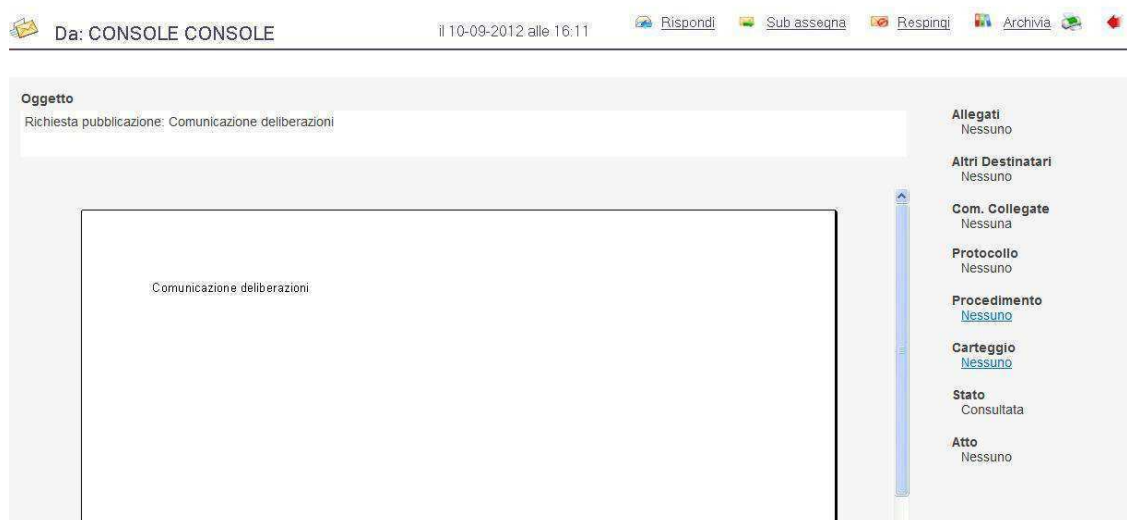 Da: CONSOLE CONSOLE il 10-09-2012 alle 16:11 Rispondi Sub assegna Respingi Archivia
Oggetto
Richiesta pubblicazione: Comunicazione deliberazioni
Comunicazione deliberazioni
Allegati
Nessuno
Altri Destinatari
Nessuno
Com. Collegate
Nessuna
Protocollo
Nessuno
Procedimento
Nessuno
Carteggio
Nessuno
Stato
Consultata
Atto
Nessuno